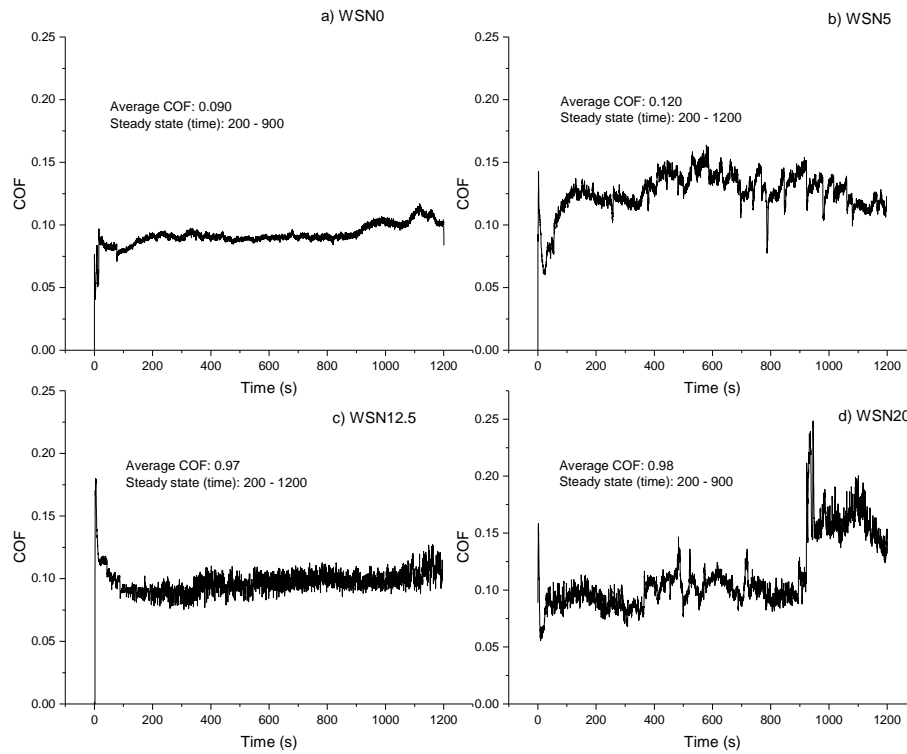 a) WSN0
0.25
0.20
0.15
0.10
0.05
0.00
COF
Average COF: 0.090
Steady state (time): 200 - 900
0 200 400 600 800 1000 1200
Time (s)
b) WSN5
0.25
0.20
0.15
0.10
0.05
0.00
COF
Average COF: 0.120
Steady state (time): 200 - 1200
0 200 400 600 800 1000 1200
Time (s)
c) WSN12.5
0.25
0.20
0.15
0.10
0.05
0.00
COF
Average COF: 0.97
Steady state (time): 200 - 1200
0 200 400 600 800 1000 1200
Time (s)
d) WSN20
0.25
0.20
0.15
0.10
0.05
0.00
COF
Average COF: 0.98
Steady state (time): 200 - 900
0 200 400 600 800 1000 1200
Time (s)